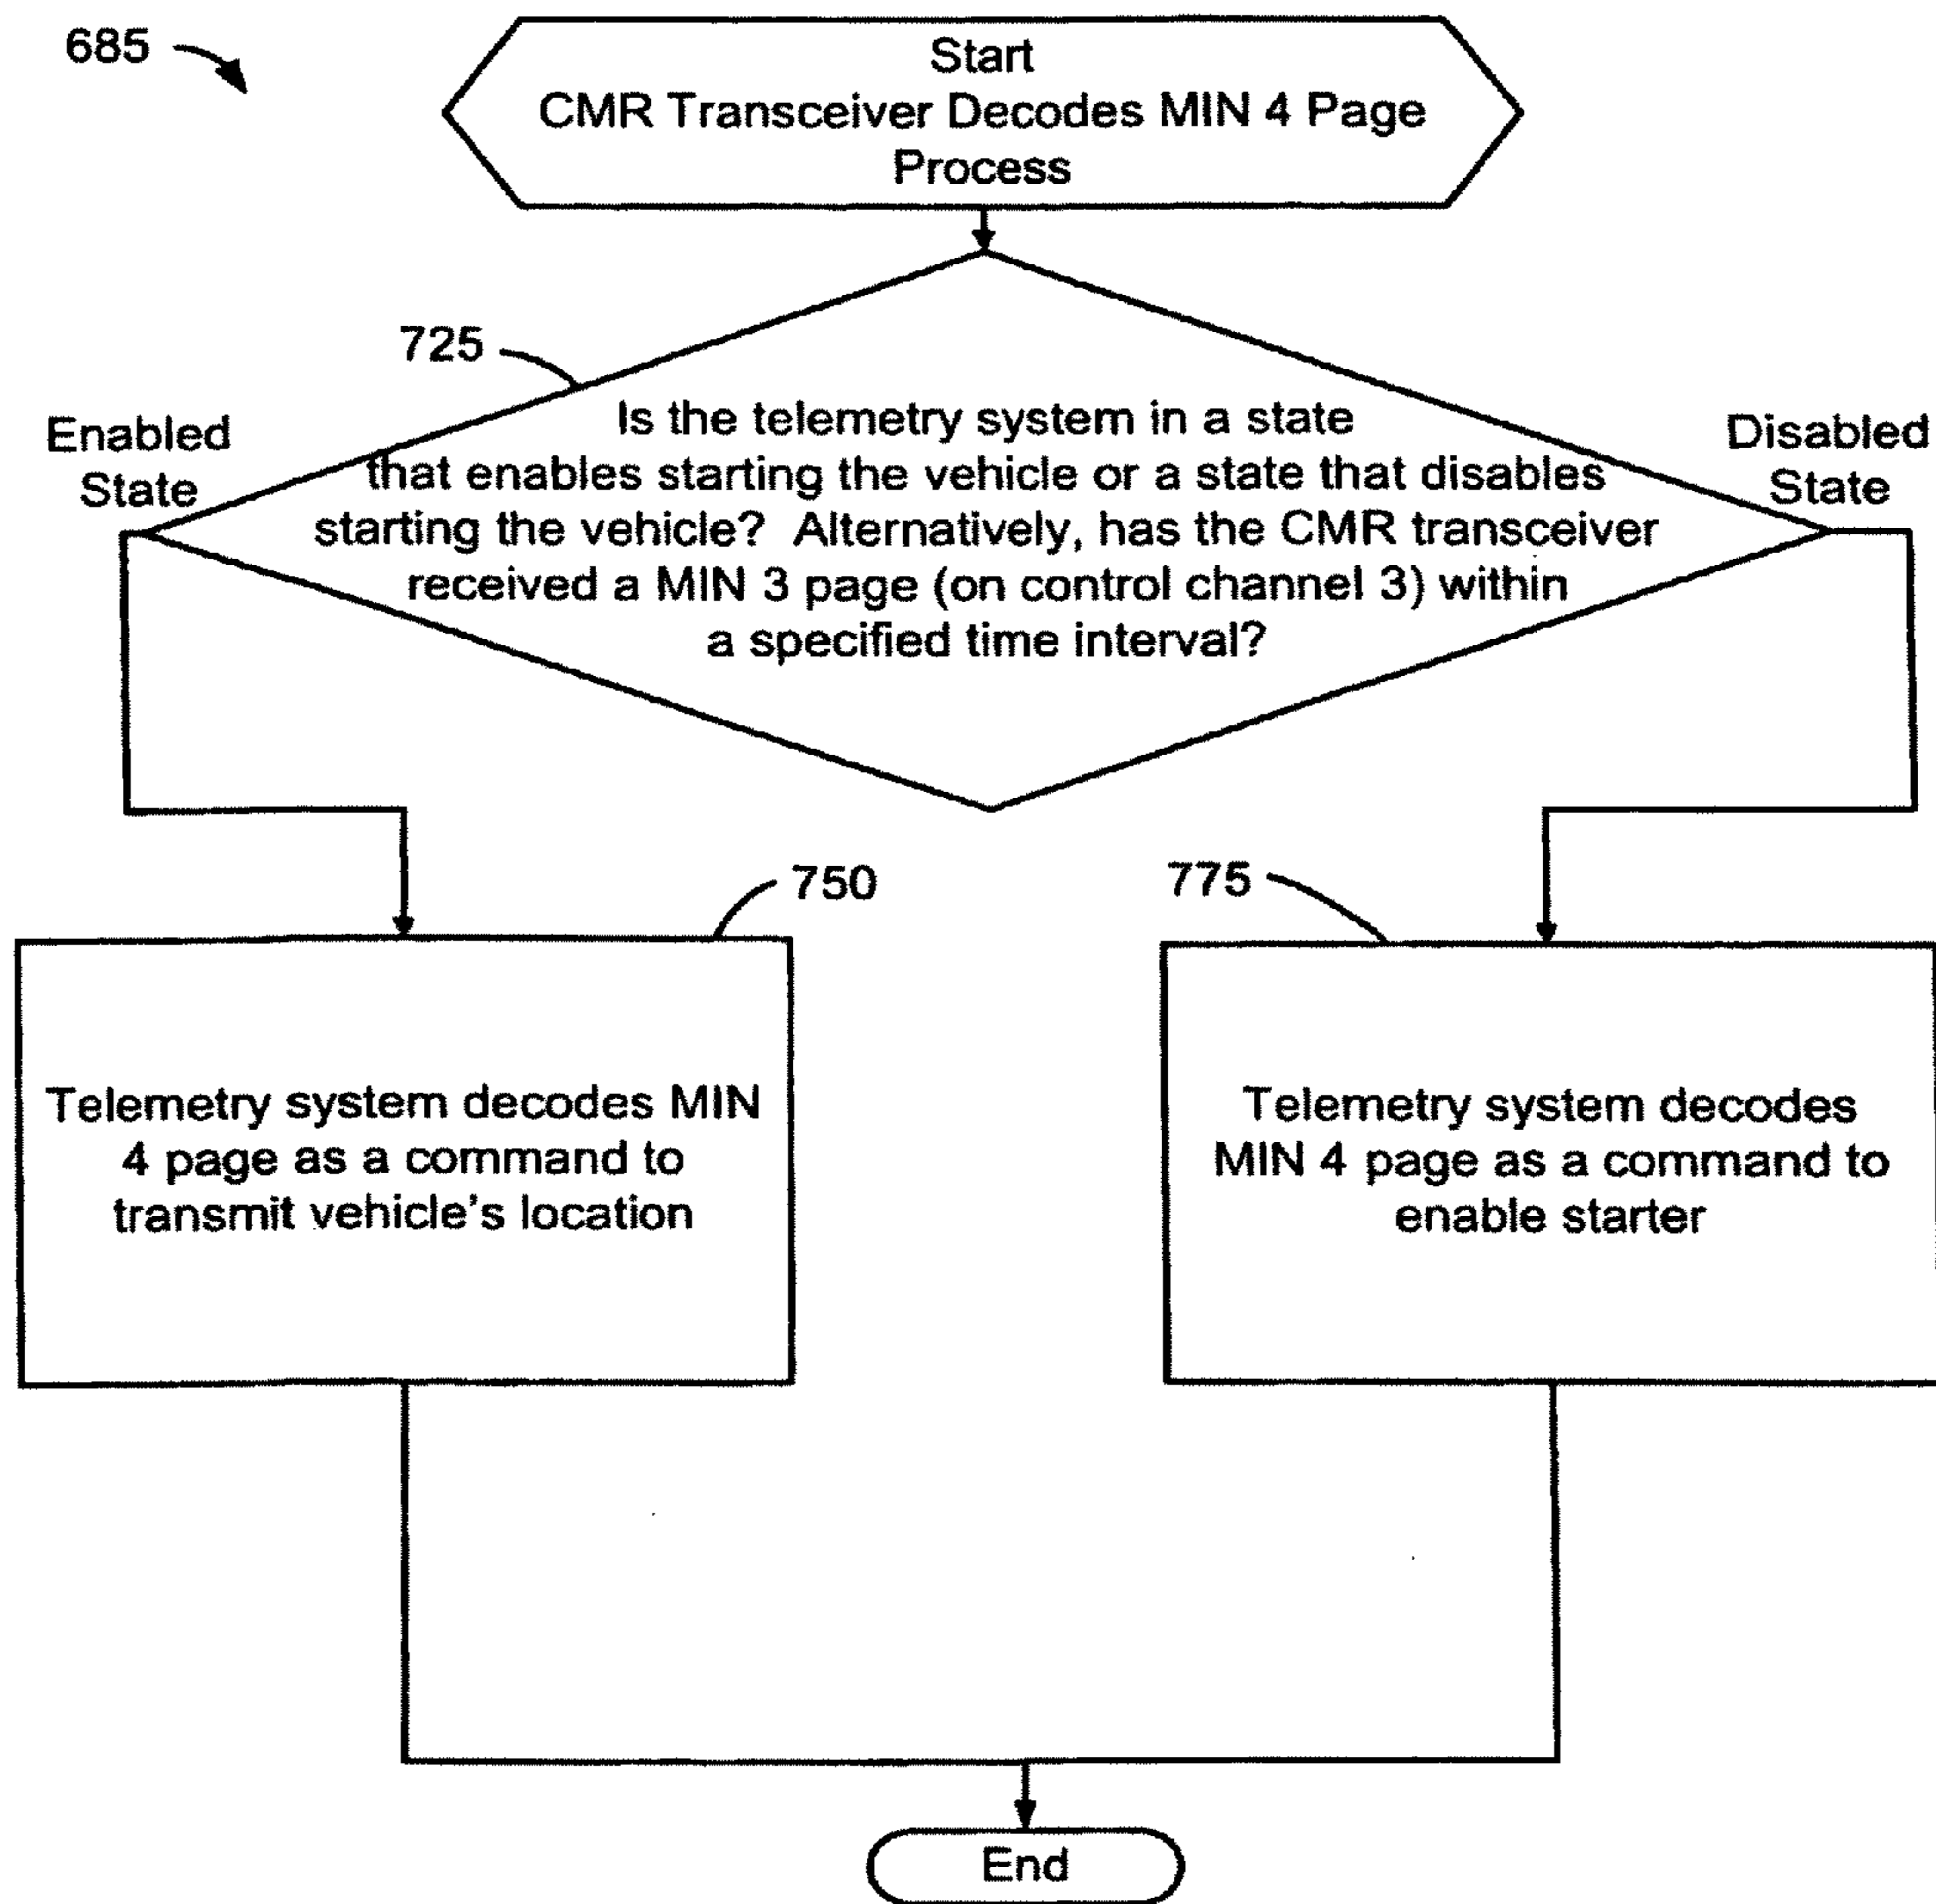 685
Start
CMR Transceiver Decodes MIN 4 Page
Process
725
Enabled
State
Is the telemetry system in a state
that enables starting the vehicle or a state that disables
starting the vehicle? Alternatively, has the CMR transceiver
received a MIN 3 page (on control channel 3) within
a specified time interval?
Disabled
State
750
775
Telemetry system decodes MIN
4 page as a command to
transmit vehicle's location
Telemetry system decodes
MIN 4 page as a command to
enable starter
End